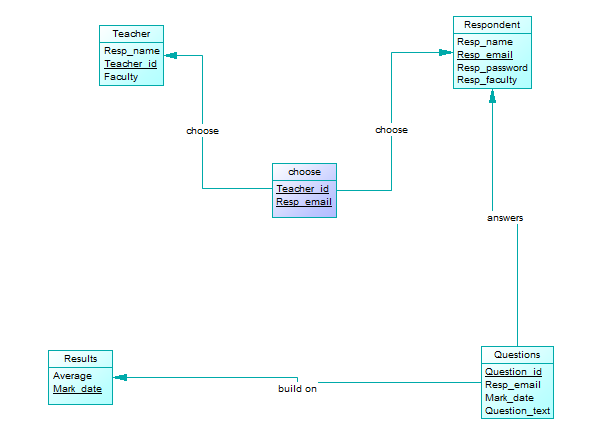 Teacher
Resp_name
Teacher_id
Faculty
Respondent
Resp_name
Resp_email
Resp_password
Resp_faculty
choose
choose
choose
Teacher_id
Resp_email
answers
Results
Average
Mark_date
build on
Questions
Question_id
Resp_email
Mark_date
Question_text